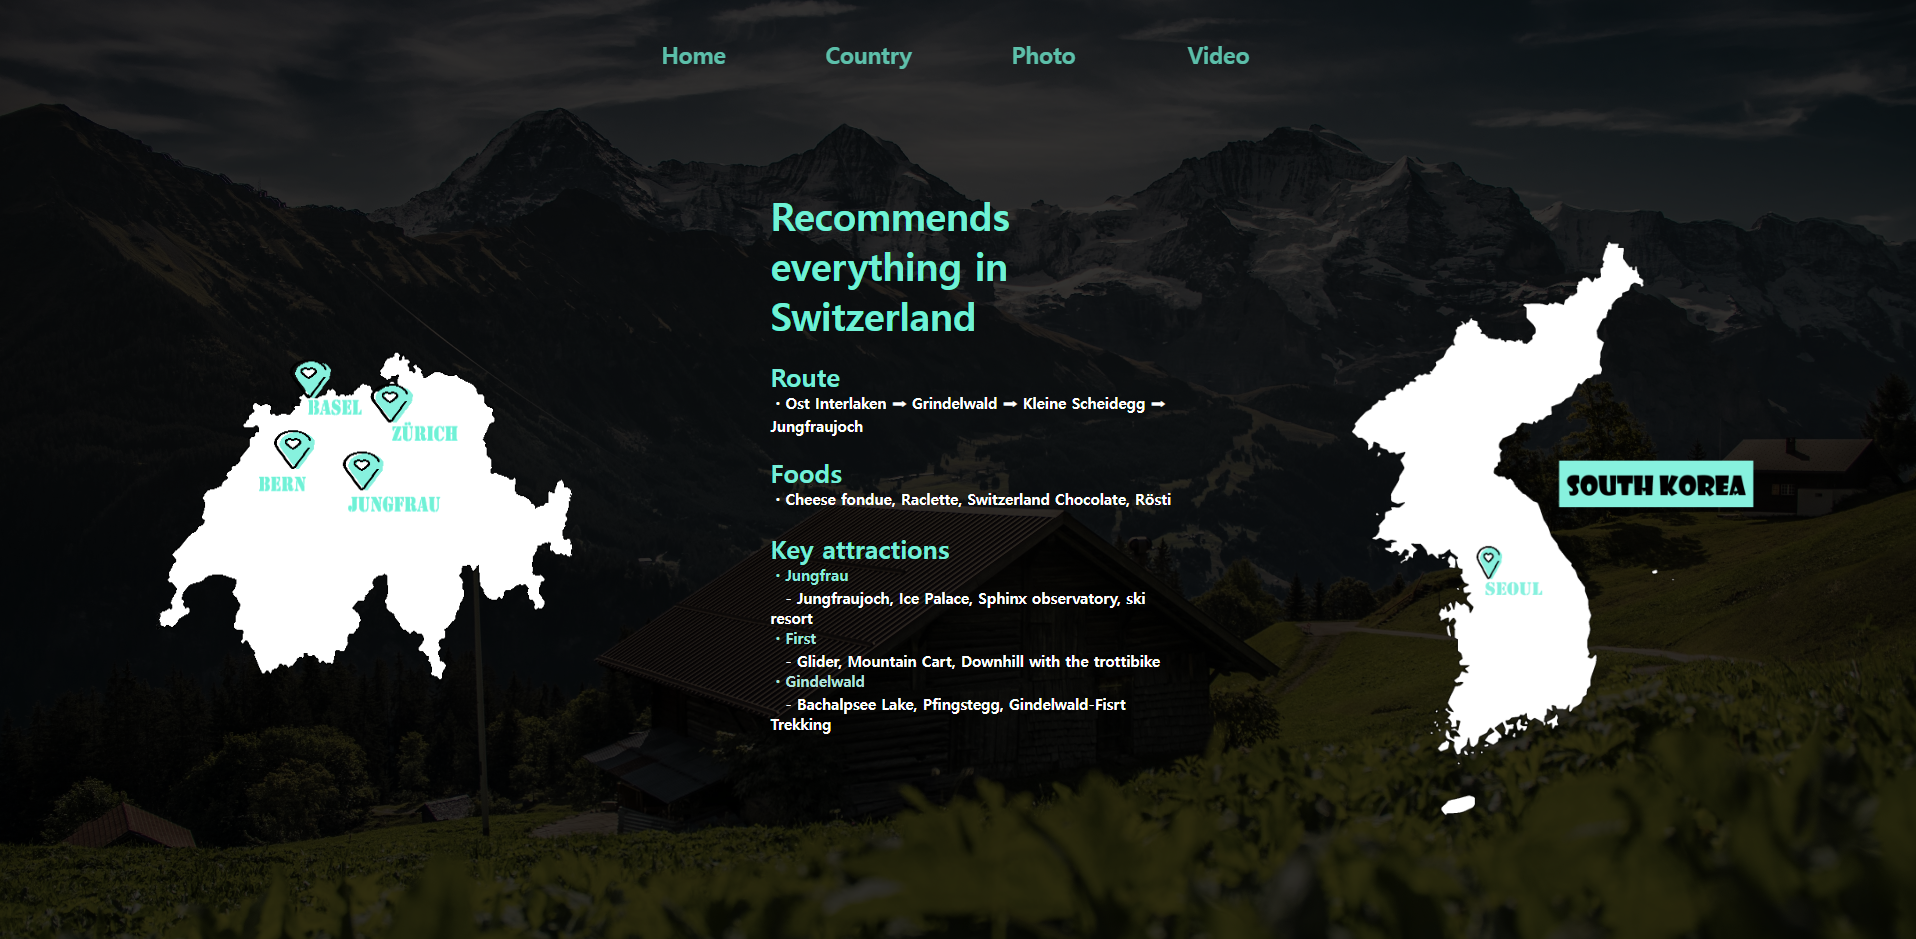 Home Country Photo Video
Recommends
everything in
Switzerland
Route
・Ost Interlaken ➡ Grindelwald ➡ Kleine Scheidegg ➡
Jungfraujoch
Foods
・Cheese fondue, Raclette, Switzerland Chocolate, Rösti
Key attractions
・Jungfrau
- Jungfraujoch, Ice Palace, Sphinx observatory, ski
resort
・First
- Glider, Mountain Cart, Downhill with the trottibike
・Gindelwald
- Bachalpsee Lake, Pfingstegg, Gindelwald-Fisrt
Trekking
BASEL
ZÜRICH
BERN
JUNGFRAU
SOUTH KOREA
SEOUL